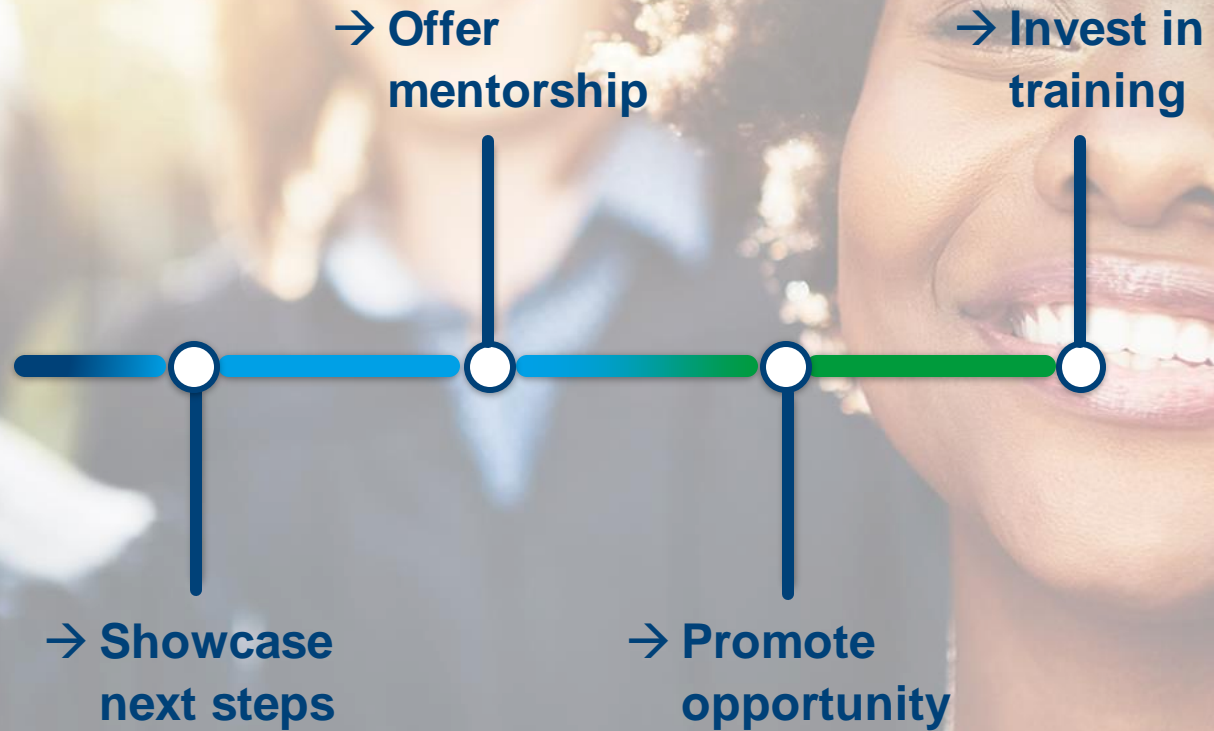 → Offer
mentorship
→ Invest in
training
→ Showcase
next steps
→ Promote
opportunity